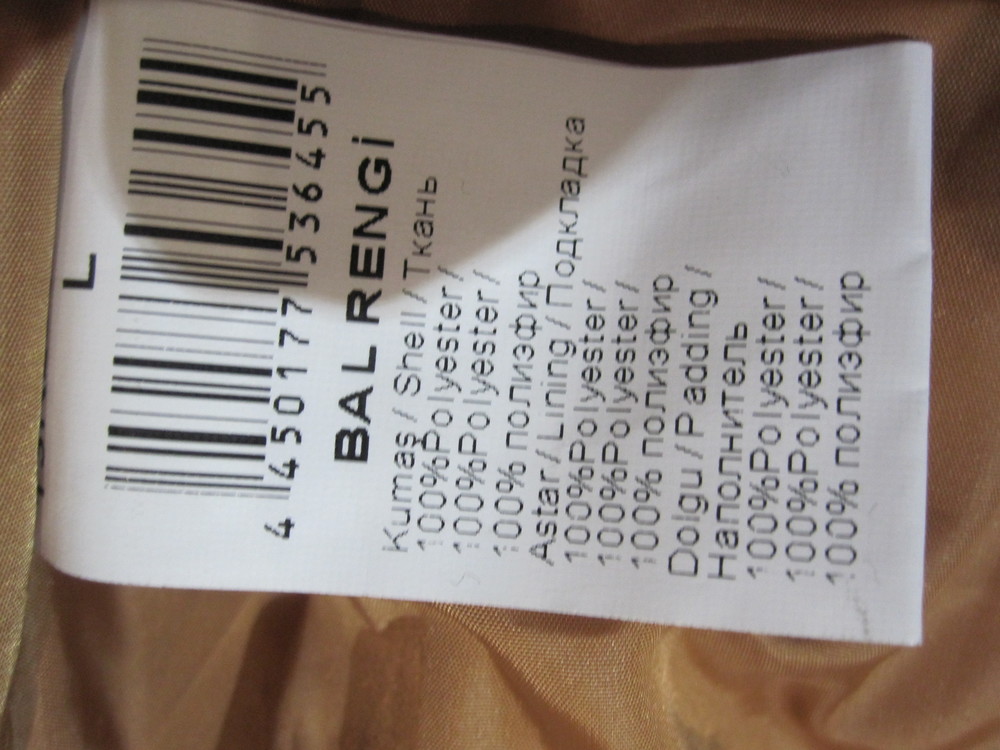 L
4 450177 536455
BAL RENGİ
Kumaş / Shell / Ткань
100%Polyester /
100%Polyester /
100% полиэфир
Astar / Lining / Подкладка
100%Polyester /
100%Polyester /
100% полиэфир
Dolgu / Padding /
Наполнитель
100%Polyester /
100%Polyester /
100% полиэфир